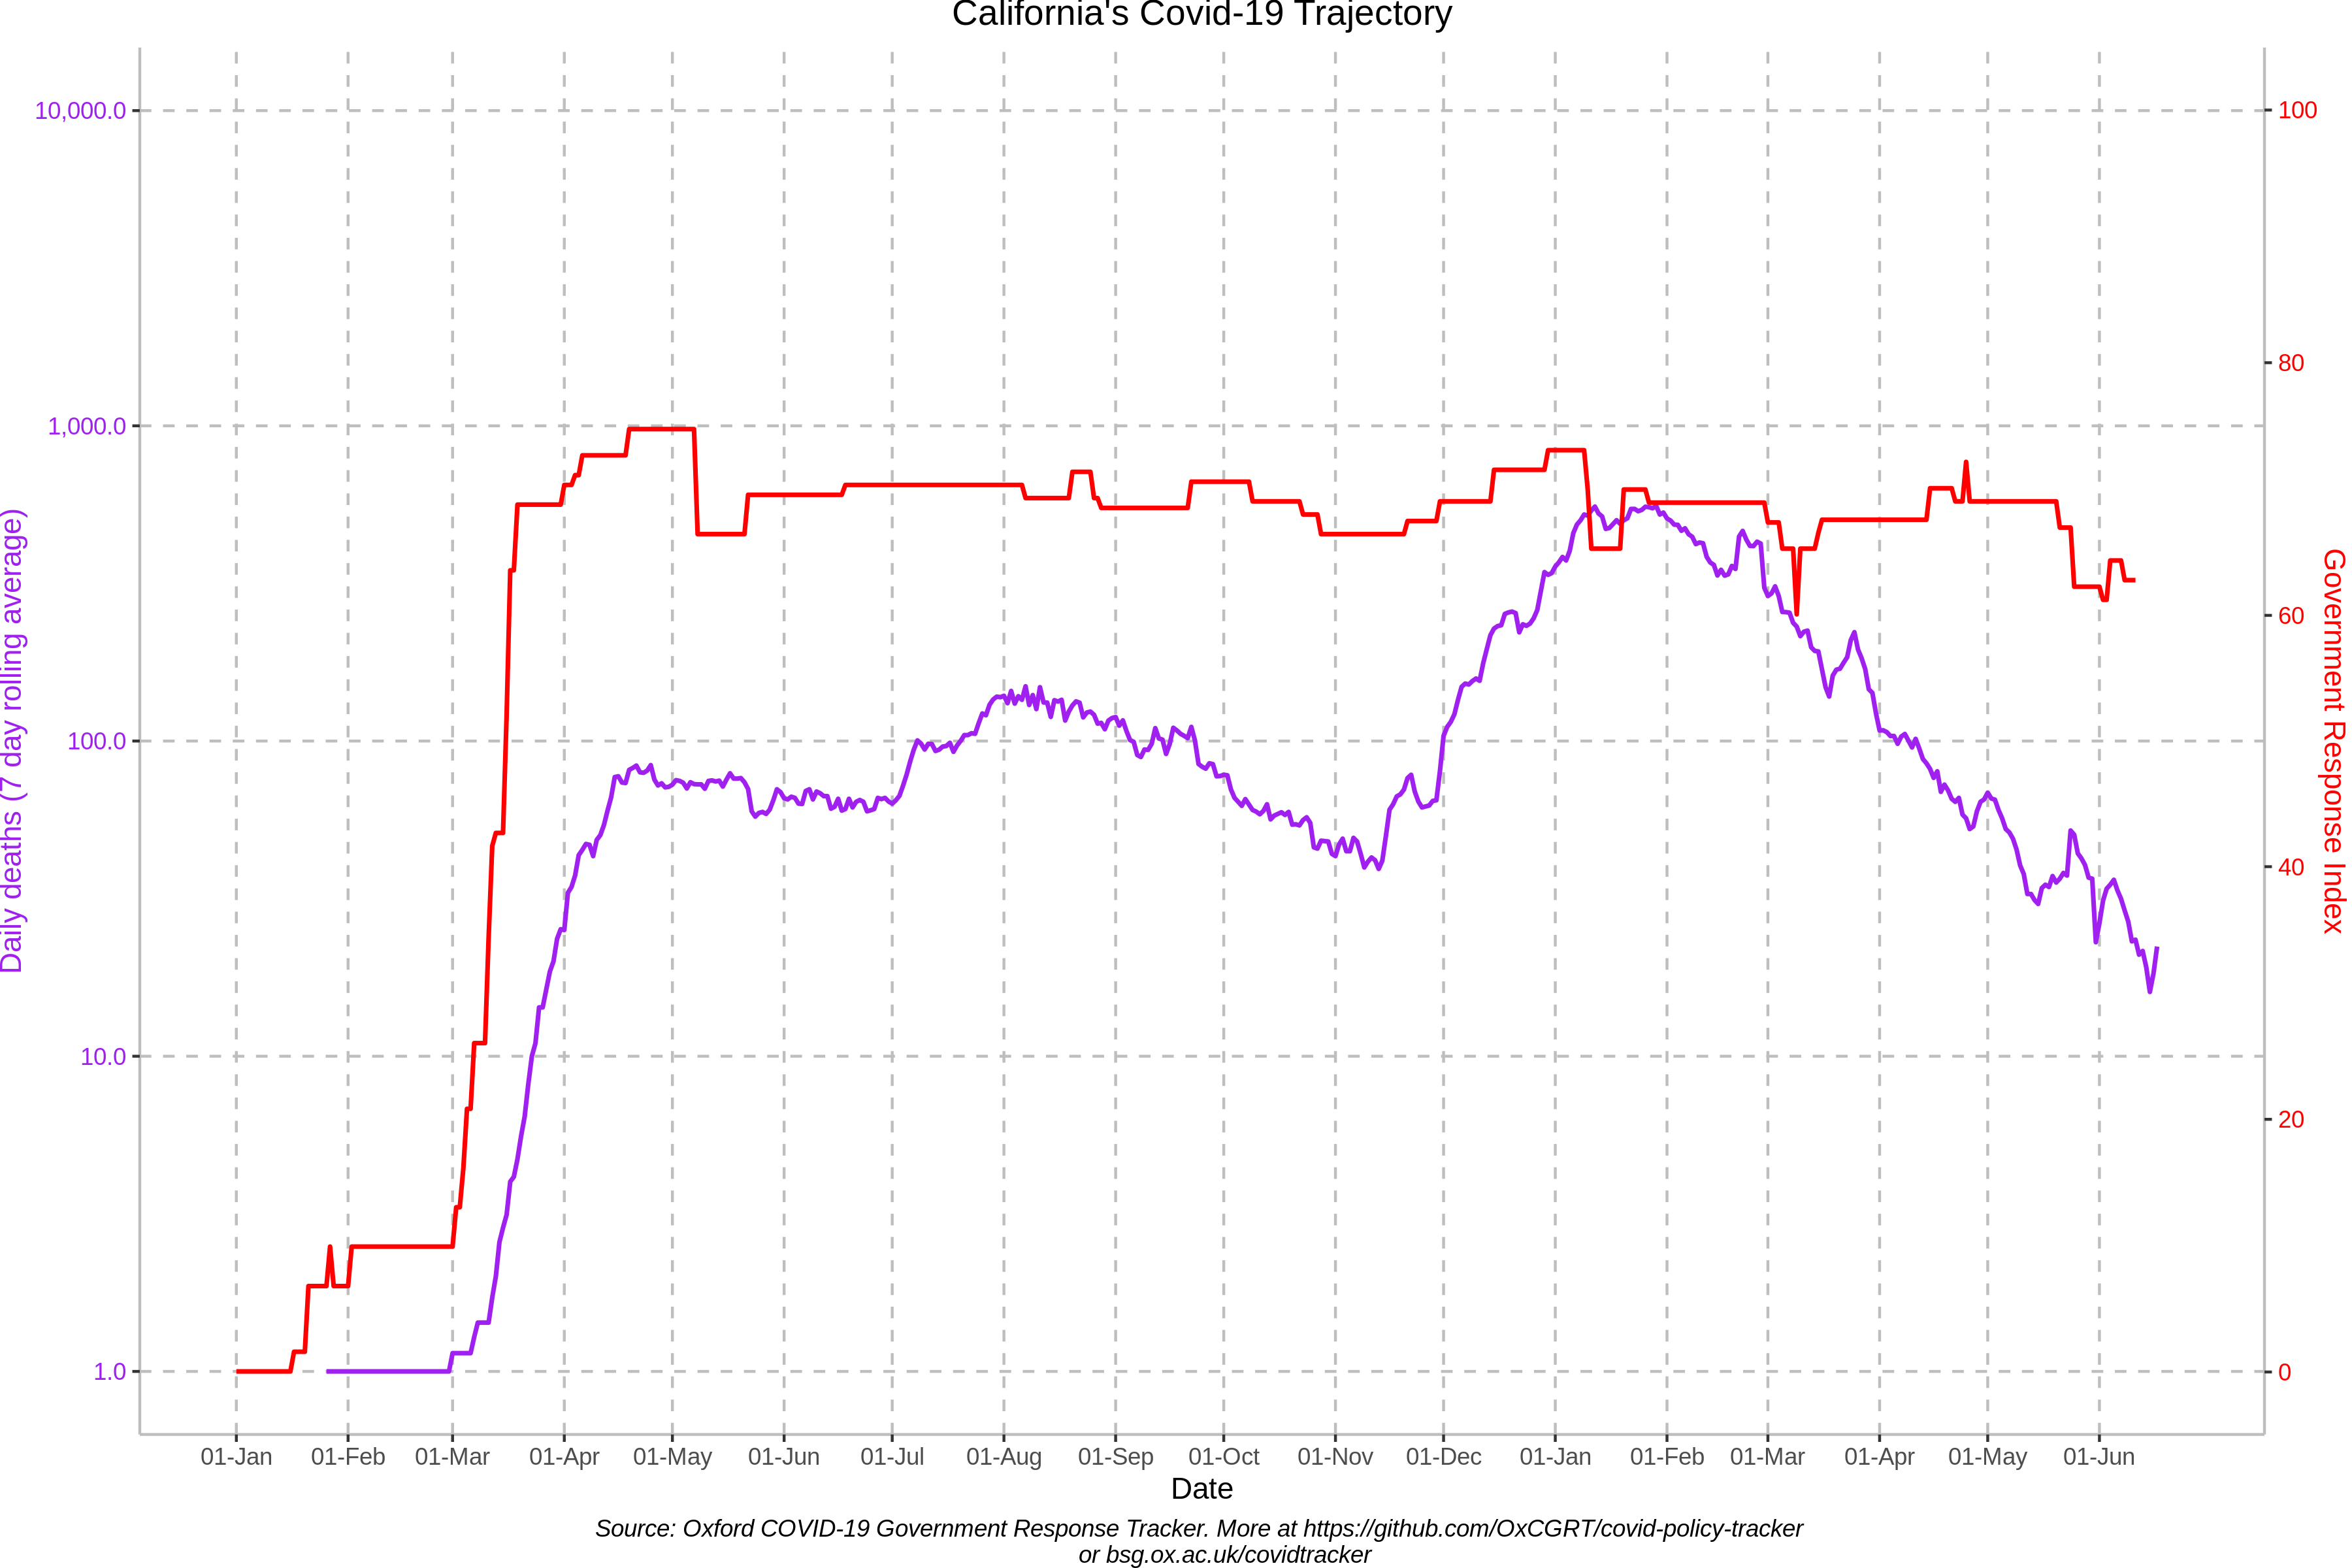 California's Covid-19 Trajectory
10,000.0
1,000.0
100.0
10.0
1.0
Daily deaths (7 day rolling average)
100
80
60
40
20
0
Government Response Index
01-Jan 01-Feb 01-Mar 01-Apr 01-May 01-Jun 01-Jul 01-Aug 01-Sep 01-Oct 01-Nov 01-Dec 01-Jan 01-Feb 01-Mar 01-Apr 01-May 01-Jun
Date
Source: Oxford COVID-19 Government Response Tracker. More at https://github.com/OxCGRT/covid-policy-tracker
or bsg.ox.ac.uk/covidtracker